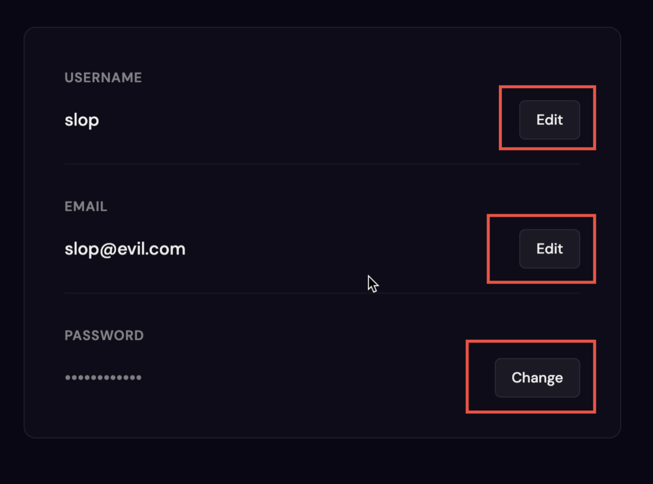 USERNAME
slop
Edit
EMAIL
slop@evil.com
Edit
PASSWORD
••••••••••••
Change